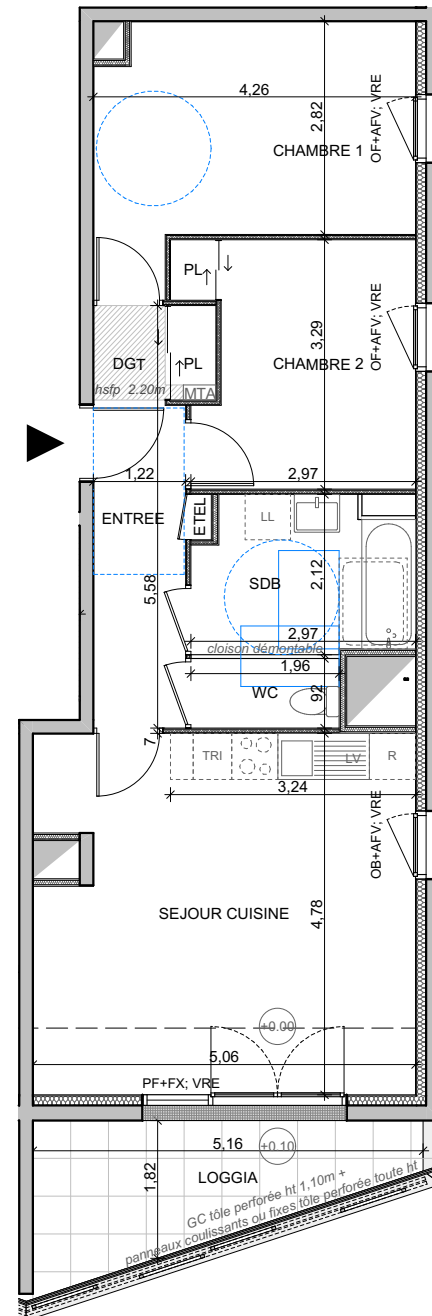 4,26
2,82
CHAMBRE 1
OF+AFV; VRE
PL
3,29
CHAMBRE 2
OF+AFV; VRE
DGT
PL
hsfp 2.20m
MTA
1,22
2,97
ENTREE
ETEL
LL
SDB
2,12
5,58
2,97
cloison démontable
1,96
WC
92
7
TRI
LV
R
3,24
OB+AFV; VRE
SEJOUR CUISINE
4,78
+0.00
5,06
PF+FX; VRE
5,16
+0.10
1,82
LOGGIA
GC tôle perforée ht 1,10m +
panneaux coulissants ou fixes tôle perforée toute ht